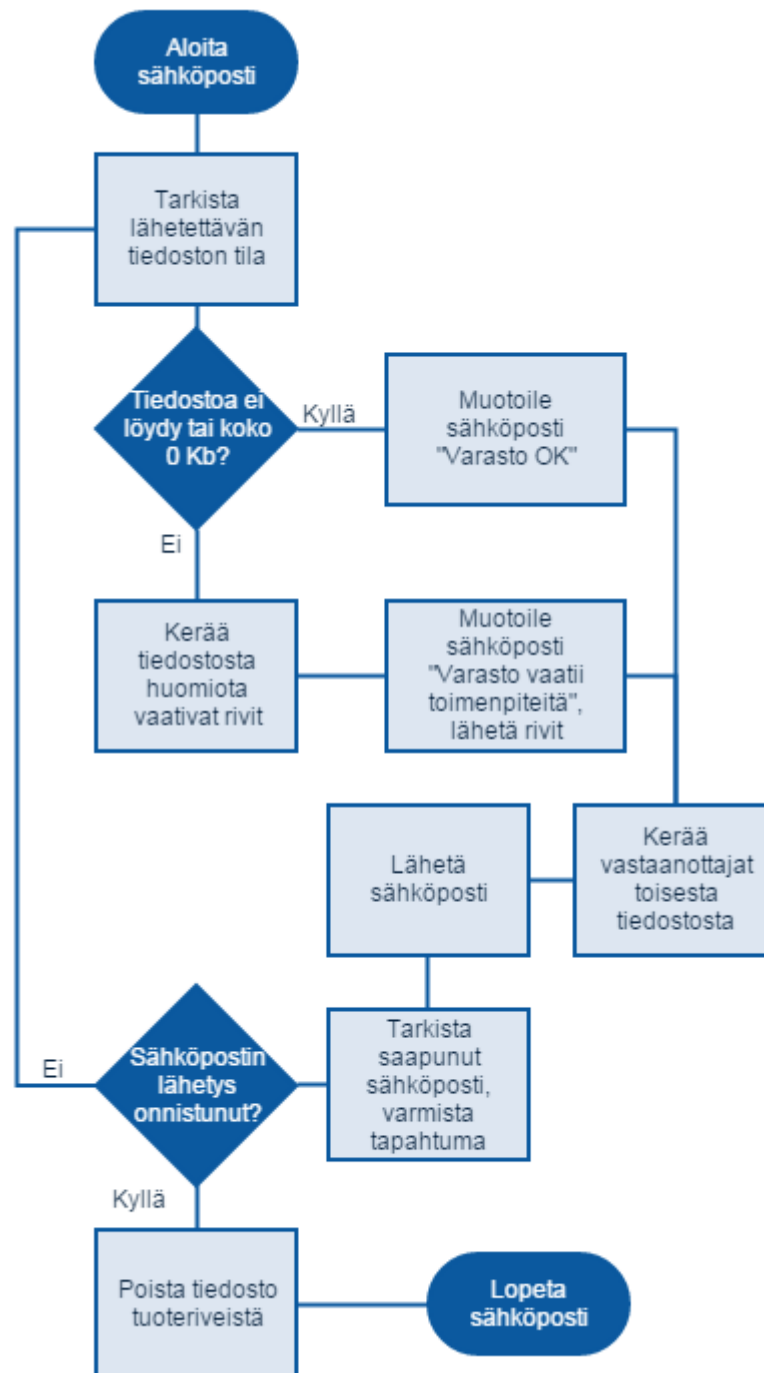 Aloita
sähköposti
Tarkista
lähetettävän
tiedoston tila
Tiedostoa ei
löydy tai koko
0 Kb?
Kyllä
Muotoile
sähköposti
"Varasto OK"
Ei
Kerää
tiedostosta
huomiota
vaativat rivit
Muotoile
sähköposti
"Varasto vaatii
toimenpiteitä",
lähetä rivit
Kerää
vastaanottajat
toisesta
tiedostosta
Lähetä
sähköposti
Tarkista
saapunut
sähköposti,
varmista
tapahtuma
Sähköpostin
lähetys
onnistunut?
Ei
Kyllä
Poista tiedosto
tuoteriveistä
Lopeta
sähköposti